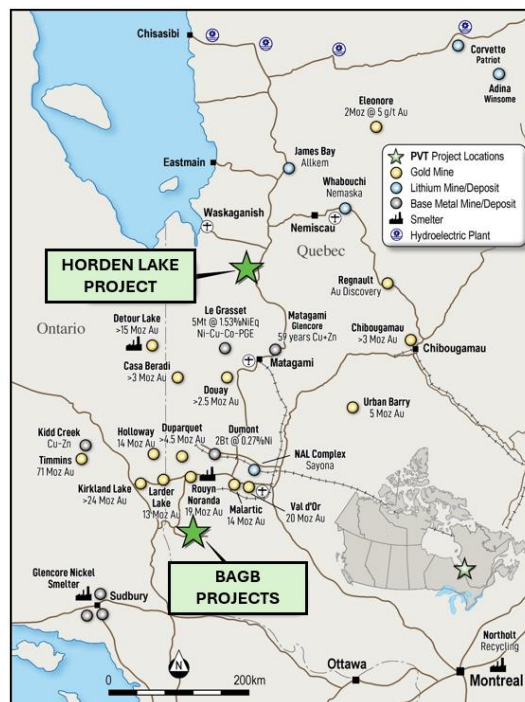 Chisasibi
Corvette
Patriot
Adina
Winsome
Eleonore
2Moz @ 5 g/t Au
PVT Project Locations
Gold Mine
Lithium Mine/Deposit
Base Metal Mine/Deposit
Smelter
Hydroelectric Plant
James Bay
Allkem
Eastmain
Whabouchi
Nemaska
Waskaganish
Nemiscau
Quebec
HORDEN LAKE
PROJECT
Regnault
Au Discovery
Ontario
Detour Lake
>15 Moz Au
Le Grasset
5Mt @ 1.53%NiEq
Ni-Cu-Co-PGE
Matagami
Glencore
59 years Cu+Zn
Chibougamau
>3 Moz Au
Chibougamau
Matagami
Casa Beradi
>3 Moz Au
Douay
>2.5 Moz Au
Urban Barry
5 Moz Au
Kidd Creek
Cu-Zn
Timmins
71 Moz Au
Holloway
14 Moz Au
Duparquet
>4.5 Moz Au
Dumont
2Bt @ 0.27%Ni
NAL Complex
Sayona
Kirkland Lake
>24 Moz Au
Larder
Lake
13 Moz Au
Rouyn
Noranda
19 Moz Au
Malartic
14 Moz Au
Val d'Or
20 Moz Au
BAGB
PROJECTS
Glencore Nickel
Smelter
Sudbury
Northolt
Recycling
N
0
200km
Ottawa
Montreal